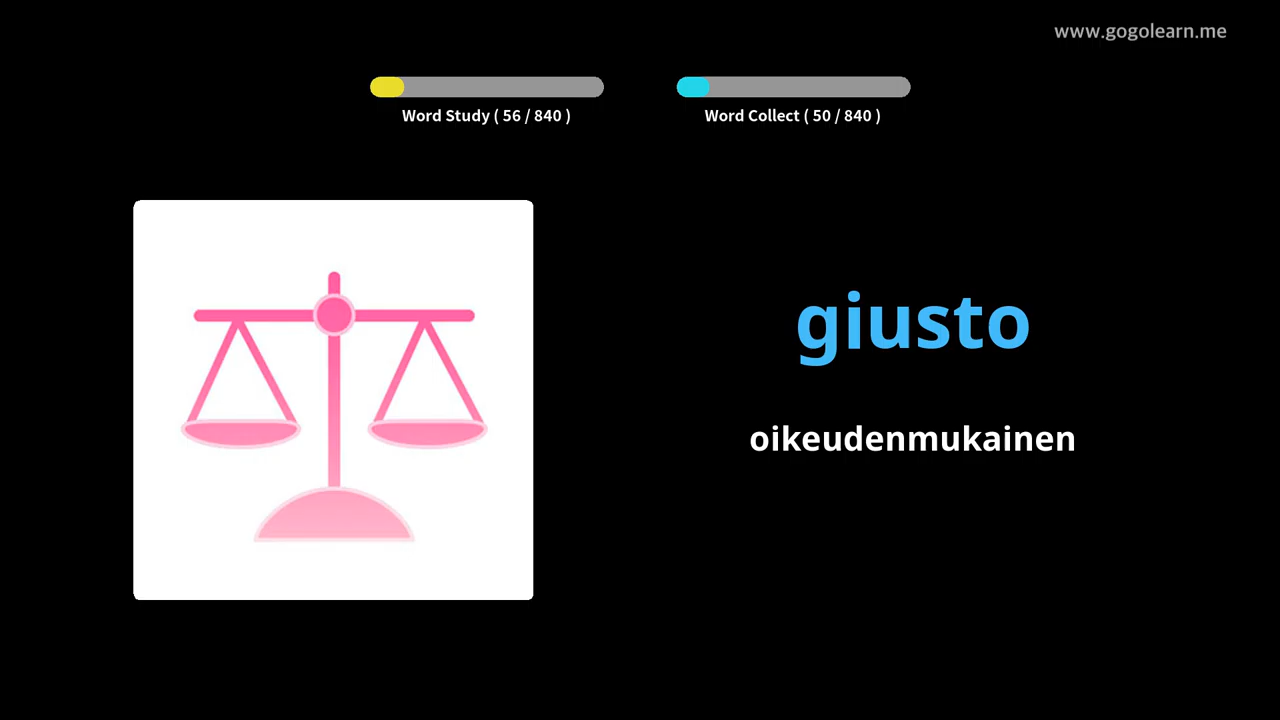 www.gogolearn.me
Word Study ( 56 / 840 )
Word Collect ( 50 / 840 )
giusto
oikeudenmukainen